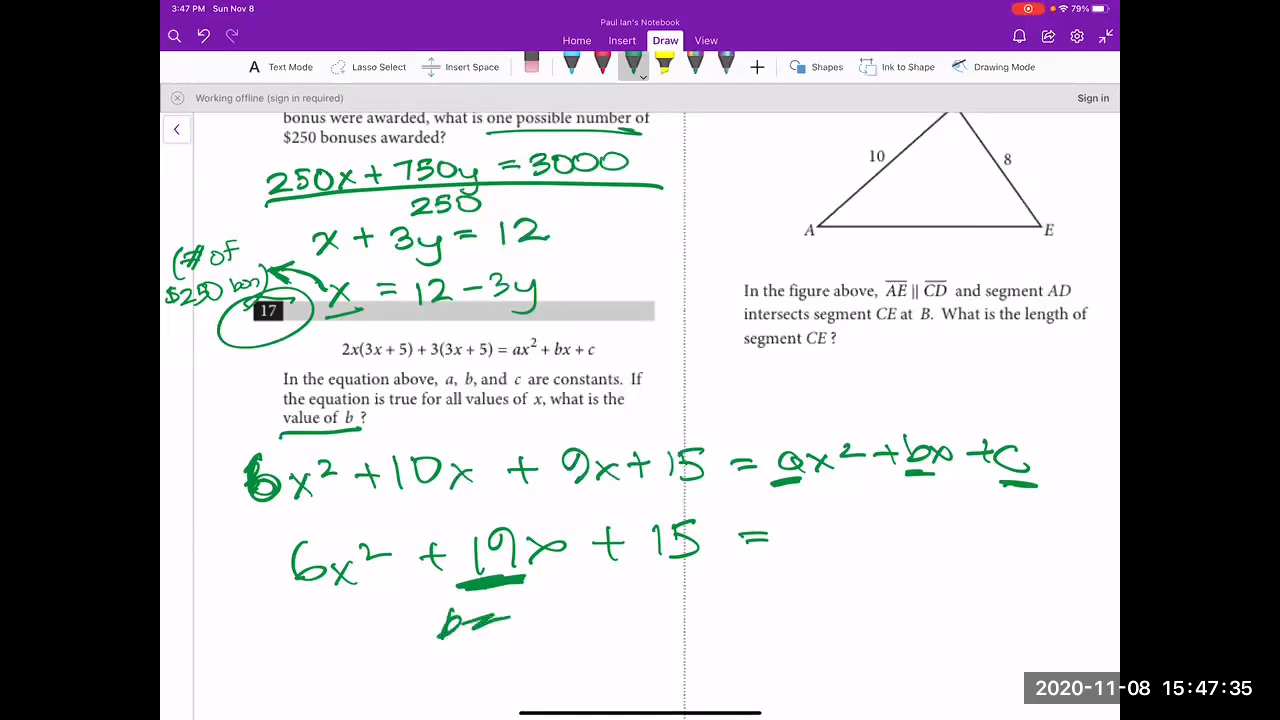 3:47 PM Sun Nov 8
79%
Paul Ian's Notebook
Home Insert Draw View
Text Mode Lasso Select Insert Space Shapes Ink to Shape Drawing Mode
Working offline (sign in required)
Sign in
bonus were awarded, what is one possible number of
$250 bonuses awarded?
250x + 750y = 3000
250
x + 3y = 12
(# of
$250 bon)
x = 12 - 3y
17
2x(3x + 5) + 3(3x + 5) = ax² + bx + c
In the equation above, a, b, and c are constants. If
the equation is true for all values of x, what is the
value of b ?
6x² + 10x + 9x + 15 = ax² + bx + c
6x² + 19x + 15 =
b=
10
8
A
E
In the figure above, AE || CD and segment AD
intersects segment CE at B. What is the length of
segment CE ?
2020-11-08 15:47:35